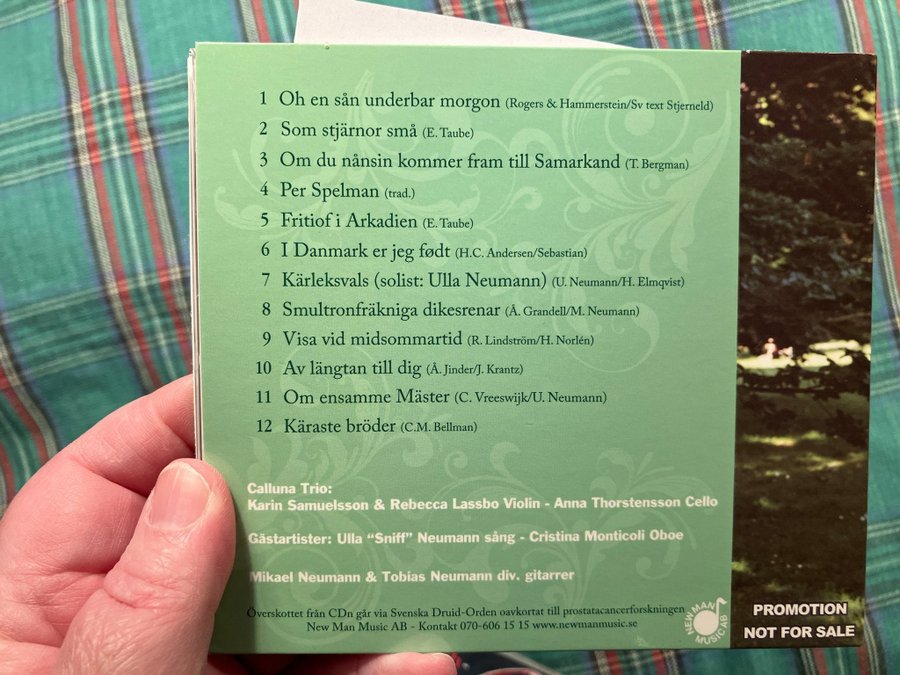 1 Oh en sån underbar morgon (Rogers & Hammerstein/Sv text Stjerneld)
2 Som stjärnor små (E. Taube)
3 Om du nånsin kommer fram till Samarkand (T. Bergman)
4 Per Spelman (trad.)
5 Fritiof i Arkadien (E. Taube)
6 I Danmark er jeg født (H.C. Andersen/Sebastian)
7 Kärleksvals (solist: Ulla Neumann) (U. Neumann/H. Elmqvist)
8 Smultronfräkniga dikesrenar (Å. Grandell/M. Neumann)
9 Visa vid midsommartid (R. Lindström/H. Norlén)
10 Av längtan till dig (Å. Jinder/J. Krantz)
11 Om ensamme Mäster (C. Vreeswijk/U. Neumann)
12 Käraste bröder (C.M. Bellman)
Calluna Trio:
Karin Samuelsson & Rebecca Lassbo Violin - Anna Thorstensson Cello
Gästartister: Ulla “Sniff” Neumann sång - Cristina Monticoli Oboe
Mikael Neumann & Tobias Neumann div. gitarrer
Överskottet från CDn går via Svenska Druid-Orden oavkortat till prostatacancerforskningen
New Man Music AB - Kontakt 070-606 15 15 www.newmanmusic.se
NEW MAN MUSIC AB
PROMOTION
NOT FOR SALE